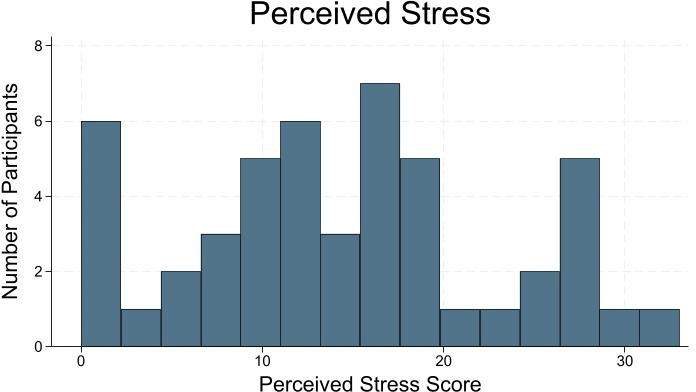 Perceived Stress
Number of Participants
8
6
4
2
0
0 10 20 30
Perceived Stress Score